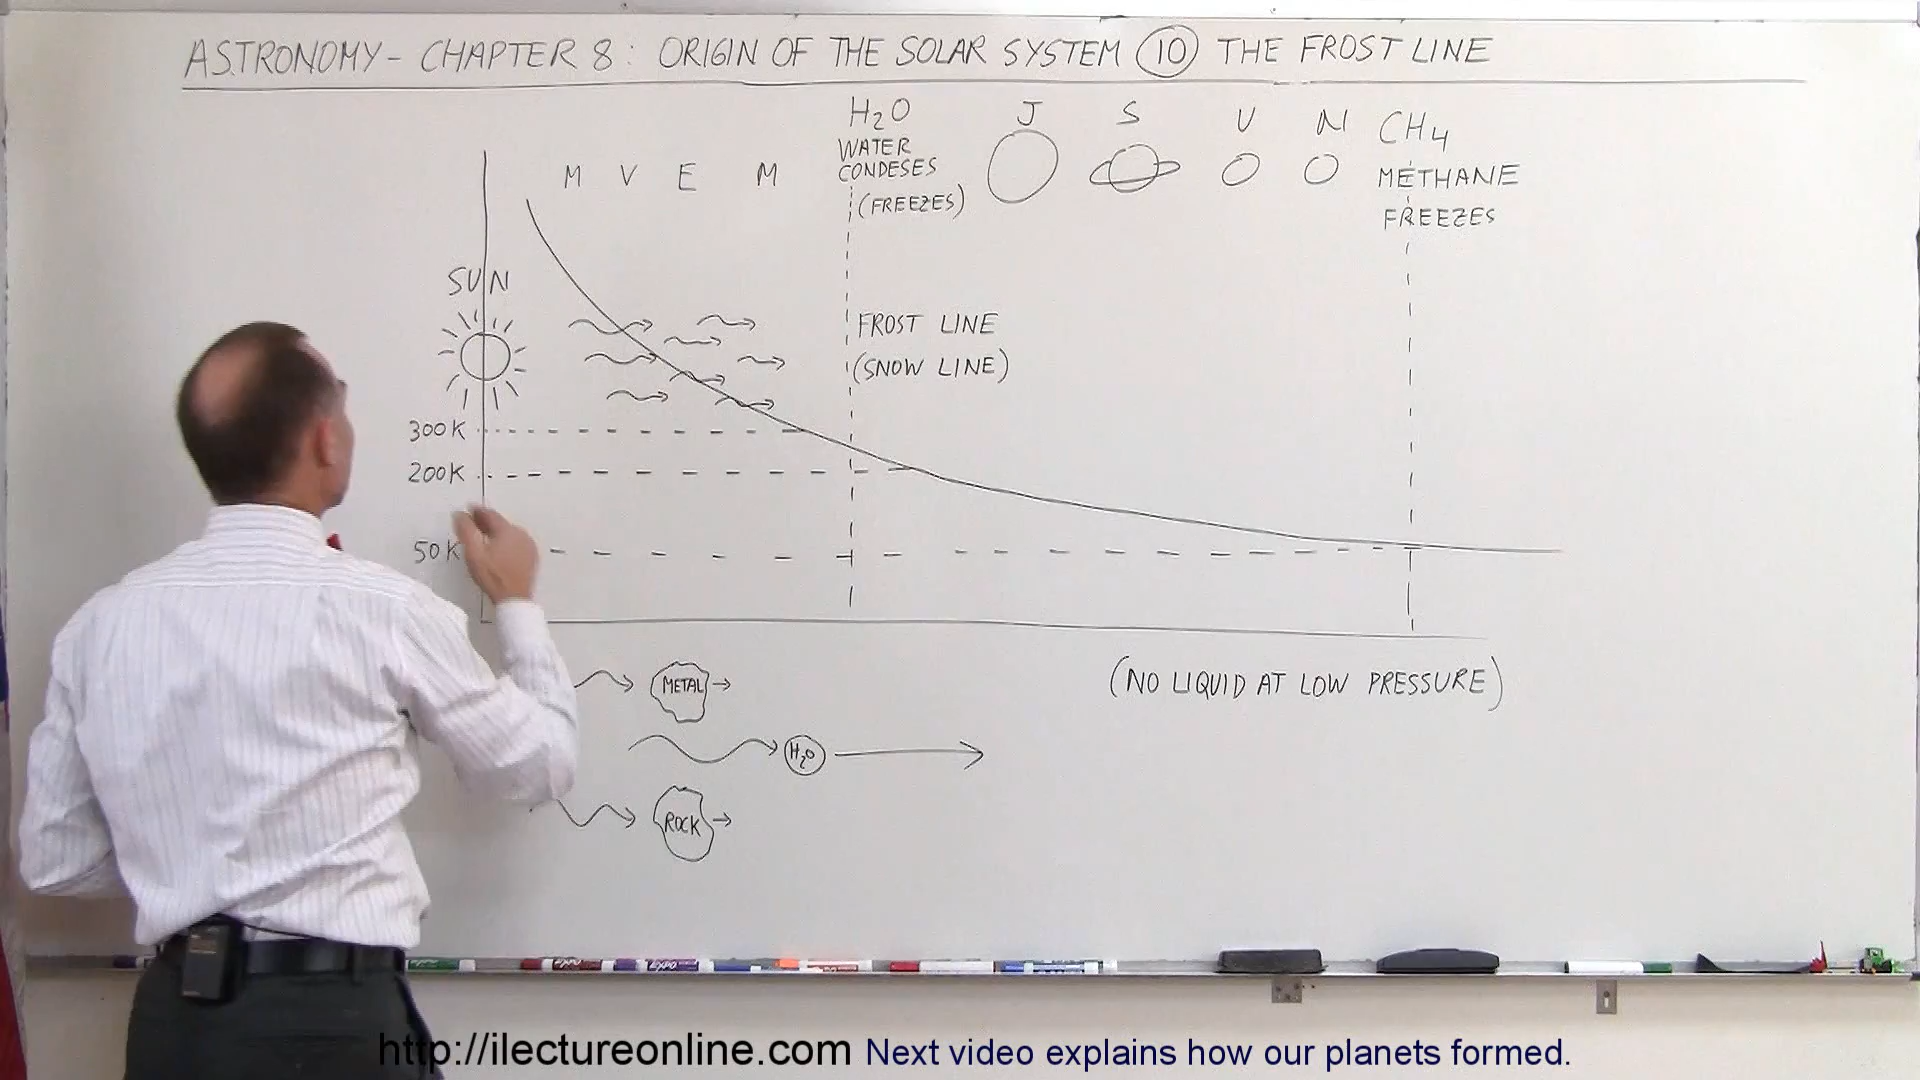 ASTRONOMY - CHAPTER 8: ORIGIN OF THE SOLAR SYSTEM 10 THE FROST LINE
H₂O J S U N CH₄
M V E M
WATER
CONDESES
(FREEZES)
METHANE
FREEZES
SUN
FROST LINE
(SNOW LINE)
300K
200K
50K
METAL
H₂O
ROCK
(NO LIQUID AT LOW PRESSURE)
EXPO
http://ilectureonline.com Next video explains how our planets formed.